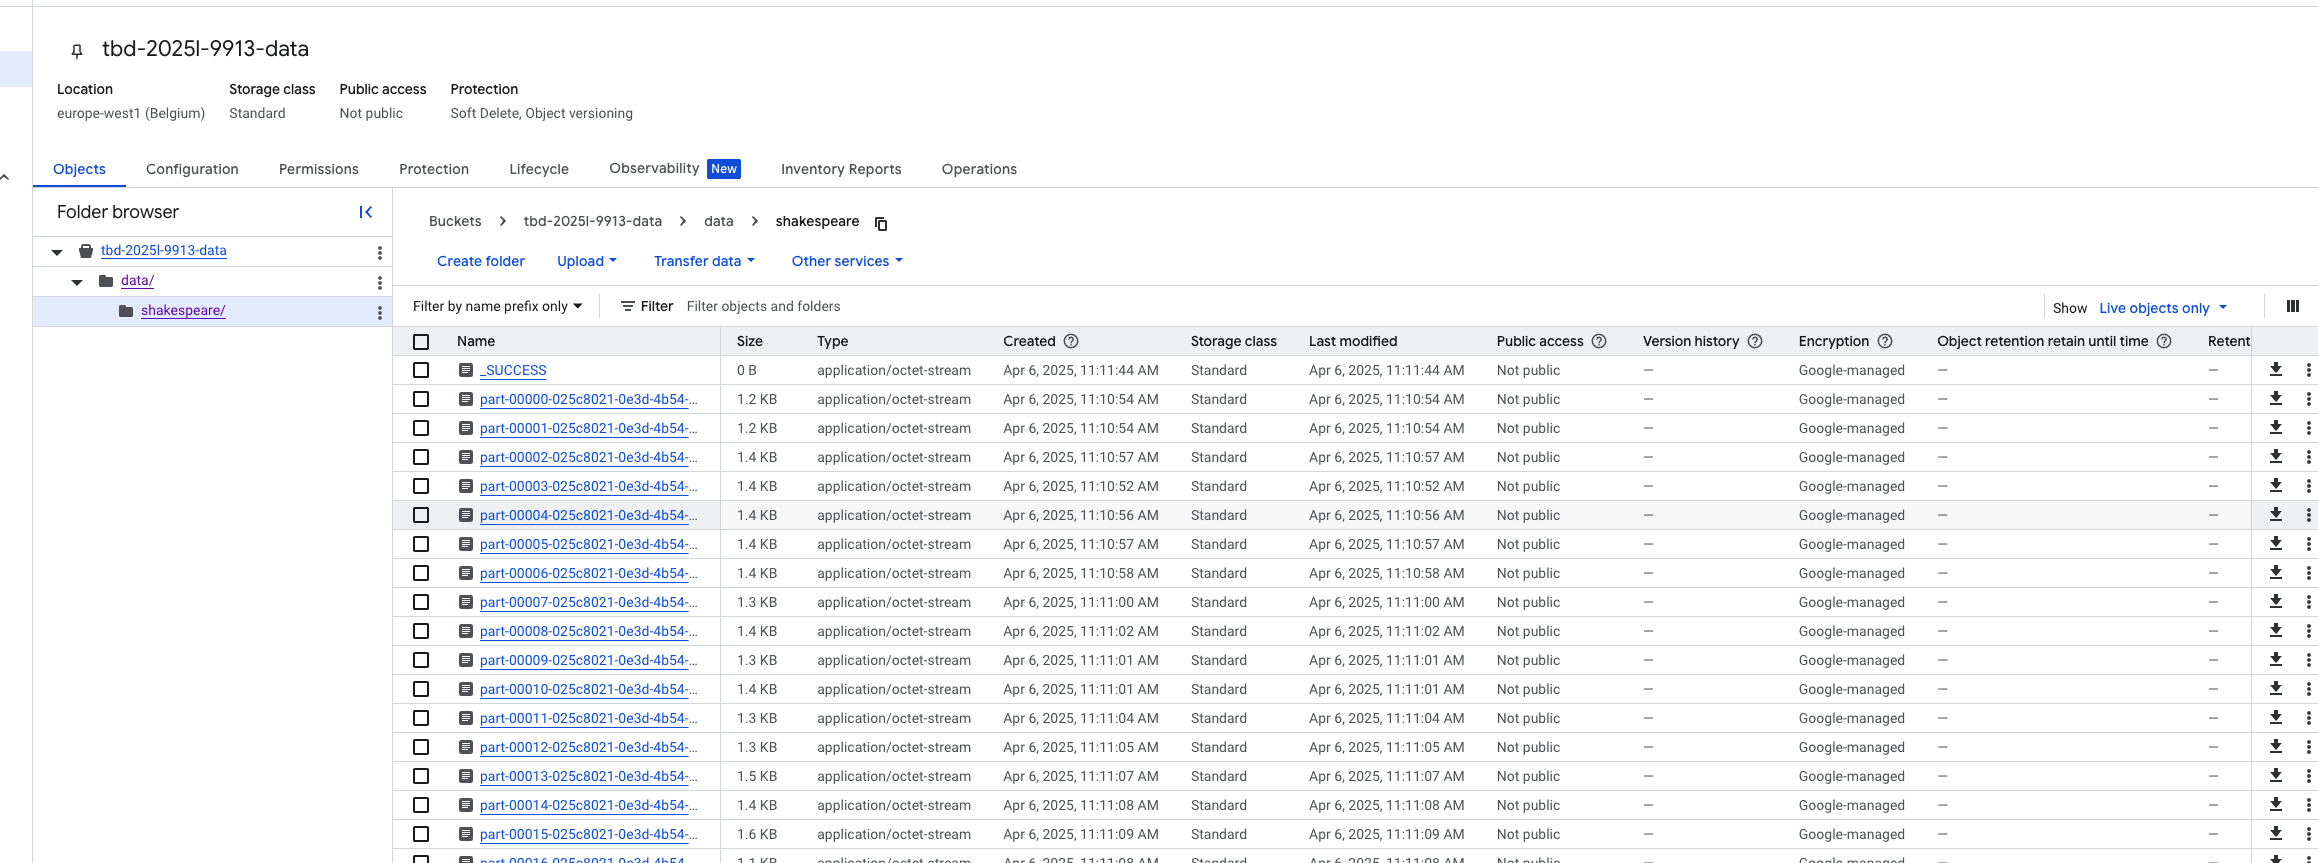 tbd-2025l-9913-data
Location Storage class Public access Protection
europe-west1 (Belgium) Standard Not public Soft Delete, Object versioning
Objects Configuration Permissions Protection Lifecycle Observability New Inventory Reports Operations
Folder browser
tbd-2025l-9913-data
data/
shakespeare/
Buckets > tbd-2025l-9913-data > data > shakespeare
Create folder Upload Transfer data Other services
Filter by name prefix only Filter Filter objects and folders Show Live objects only
Name Size Type Created Storage class Last modified Public access Version history Encryption Object retention retain until time Retent
_SUCCESS 0 B application/octet-stream Apr 6, 2025, 11:11:44 AM Standard Apr 6, 2025, 11:11:44 AM Not public — Google-managed — —
part-00000-025c8021-0e3d-4b54-... 1.2 KB application/octet-stream Apr 6, 2025, 11:10:54 AM Standard Apr 6, 2025, 11:10:54 AM Not public — Google-managed — —
part-00001-025c8021-0e3d-4b54-... 1.2 KB application/octet-stream Apr 6, 2025, 11:10:54 AM Standard Apr 6, 2025, 11:10:54 AM Not public — Google-managed — —
part-00002-025c8021-0e3d-4b54-... 1.4 KB application/octet-stream Apr 6, 2025, 11:10:57 AM Standard Apr 6, 2025, 11:10:57 AM Not public — Google-managed — —
part-00003-025c8021-0e3d-4b54-... 1.4 KB application/octet-stream Apr 6, 2025, 11:10:52 AM Standard Apr 6, 2025, 11:10:52 AM Not public — Google-managed — —
part-00004-025c8021-0e3d-4b54-... 1.4 KB application/octet-stream Apr 6, 2025, 11:10:56 AM Standard Apr 6, 2025, 11:10:56 AM Not public — Google-managed — —
part-00005-025c8021-0e3d-4b54-... 1.4 KB application/octet-stream Apr 6, 2025, 11:10:57 AM Standard Apr 6, 2025, 11:10:57 AM Not public — Google-managed — —
part-00006-025c8021-0e3d-4b54-... 1.4 KB application/octet-stream Apr 6, 2025, 11:10:58 AM Standard Apr 6, 2025, 11:10:58 AM Not public — Google-managed — —
part-00007-025c8021-0e3d-4b54-... 1.3 KB application/octet-stream Apr 6, 2025, 11:11:00 AM Standard Apr 6, 2025, 11:11:00 AM Not public — Google-managed — —
part-00008-025c8021-0e3d-4b54-... 1.4 KB application/octet-stream Apr 6, 2025, 11:11:02 AM Standard Apr 6, 2025, 11:11:02 AM Not public — Google-managed — —
part-00009-025c8021-0e3d-4b54-... 1.3 KB application/octet-stream Apr 6, 2025, 11:11:01 AM Standard Apr 6, 2025, 11:11:01 AM Not public — Google-managed — —
part-00010-025c8021-0e3d-4b54-... 1.4 KB application/octet-stream Apr 6, 2025, 11:11:01 AM Standard Apr 6, 2025, 11:11:01 AM Not public — Google-managed — —
part-00011-025c8021-0e3d-4b54-... 1.3 KB application/octet-stream Apr 6, 2025, 11:11:04 AM Standard Apr 6, 2025, 11:11:04 AM Not public — Google-managed — —
part-00012-025c8021-0e3d-4b54-... 1.3 KB application/octet-stream Apr 6, 2025, 11:11:05 AM Standard Apr 6, 2025, 11:11:05 AM Not public — Google-managed — —
part-00013-025c8021-0e3d-4b54-... 1.5 KB application/octet-stream Apr 6, 2025, 11:11:07 AM Standard Apr 6, 2025, 11:11:07 AM Not public — Google-managed — —
part-00014-025c8021-0e3d-4b54-... 1.4 KB application/octet-stream Apr 6, 2025, 11:11:08 AM Standard Apr 6, 2025, 11:11:08 AM Not public — Google-managed — —
part-00015-025c8021-0e3d-4b54-... 1.6 KB application/octet-stream Apr 6, 2025, 11:11:09 AM Standard Apr 6, 2025, 11:11:09 AM Not public — Google-managed — —